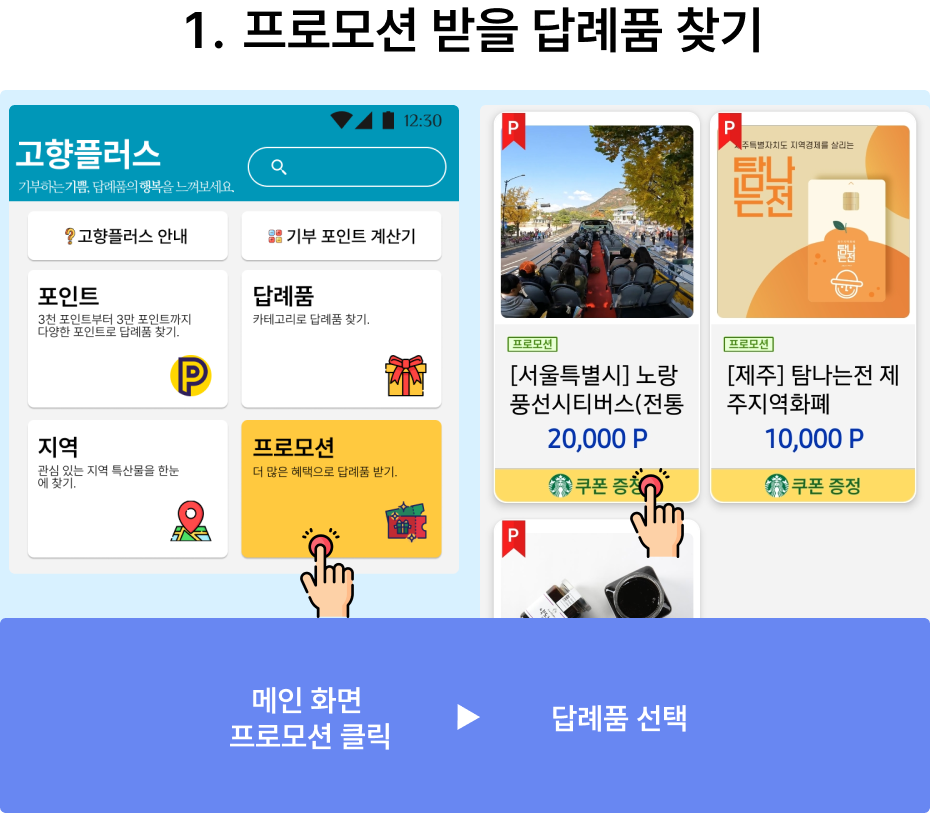 1. 프로모션 받을 답례품 찾기
12:30
고향플러스
기부하는 기쁨, 답례품의 행복을 느껴보세요.
고향플러스 안내
기부 포인트 계산기
포인트
3천 포인트부터 3만 포인트까지
다양한 포인트로 답례품 찾기.
P
답례품
카테고리로 답례품 찾기.
지역
관심 있는 지역 특산물을 한눈
에 찾기.
프로모션
더 많은 혜택으로 답례품 받기.
P
프로모션
[서울특별시] 노랑
풍선시티버스(전통
20,000 P
쿠폰 증정
P
제주특별자치도 지역경제를 살리는
탐나
는전
탐나
는전
프로모션
[제주] 탐나는전 제
주지역화폐
10,000 P
쿠폰 증정
P
메인 화면
프로모션 클릭
▶
답례품 선택